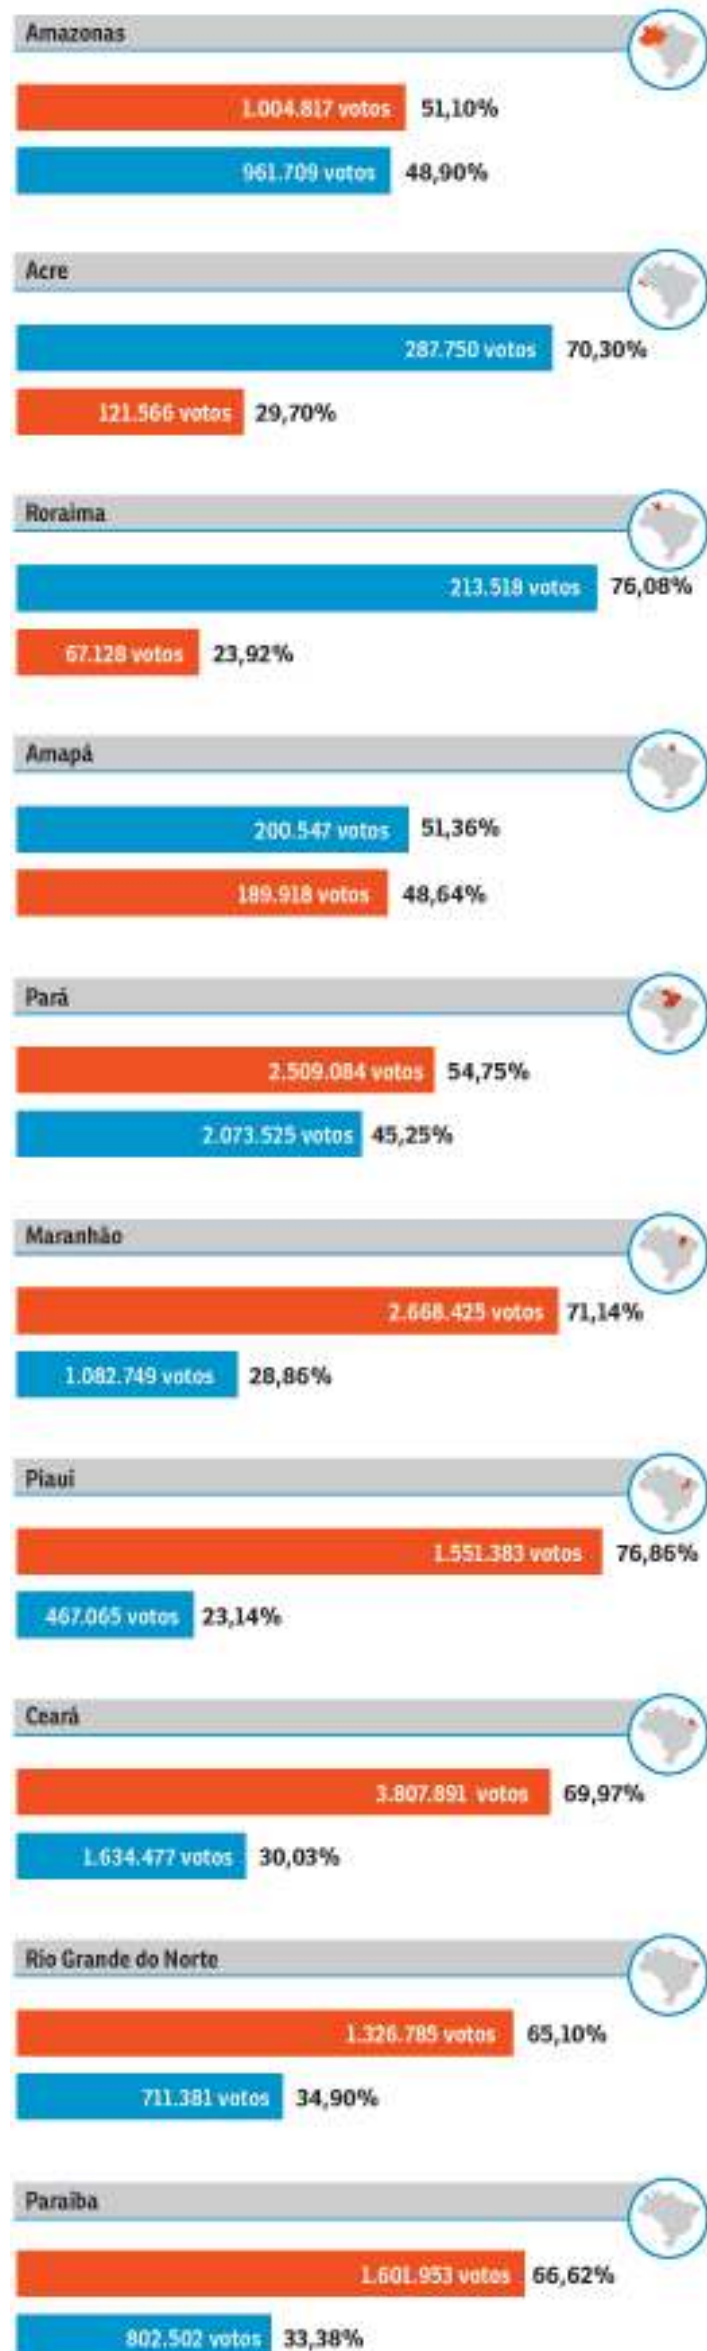 Amazonas
1.004.817 votos 51,10%
961.709 votos 48,90%
Acre
287.750 votos 70,30%
121.566 votos 29,70%
Roraima
213.518 votos 76,08%
67.128 votos 23,92%
Amapá
200.547 votos 51,36%
189.918 votos 48,64%
Pará
2.509.084 votos 54,75%
2.073.525 votos 45,25%
Maranhão
2.668.425 votos 71,14%
1.082.749 votos 28,86%
Piaui
1.551.383 votos 76,86%
467.065 votos 23,14%
Ceará
3.807.891 votos 69,97%
1.634.477 votos 30,03%
Rio Grande do Norte
1.326.785 votos 65,10%
711.381 votos 34,90%
Paraíba
1.601.953 votos 66,62%
802.502 votos 33,38%